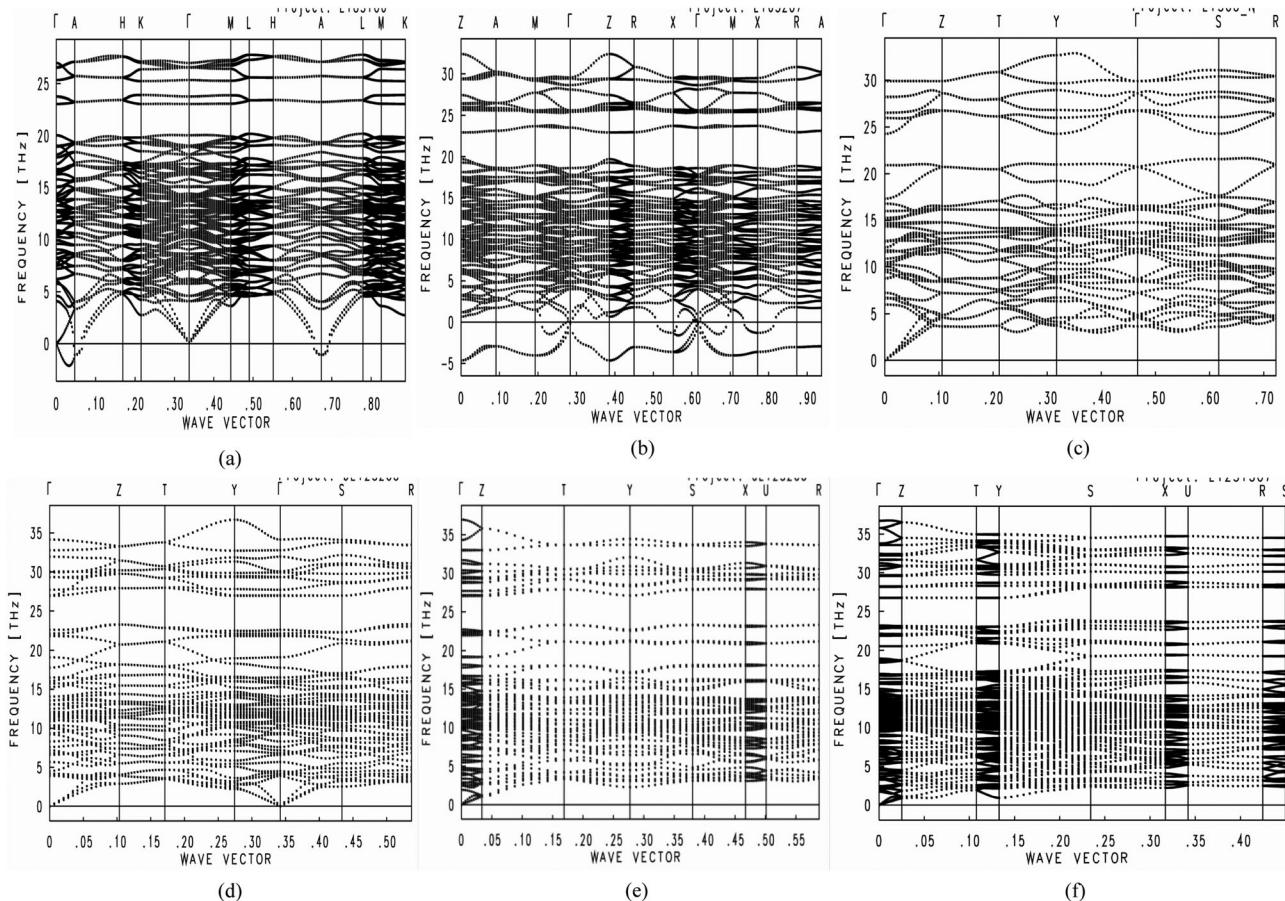 Γ A H K Γ M L H A L M K
FREQUENCY [THz]
25
20
15
10
5
0
0 .10 .20 .30 .40 .50 .60 .70 .80
WAVE VECTOR
(a)
Z A M Γ Z R X Γ M X R A
FREQUENCY [THz]
30
25
20
15
10
5
0
-5
0 .10 .20 .30 .40 .50 .60 .70 .80 .90
WAVE VECTOR
(b)
Γ Z T Y Γ S R
FREQUENCY [THz]
30
25
20
15
10
5
0
0 .10 .20 .30 .40 .50 .60 .70
WAVE VECTOR
(c)
Γ Z T Y Γ S R
FREQUENCY [THz]
35
30
25
20
15
10
5
0
0 .05 .10 .15 .20 .25 .30 .35 .40 .45 .50
WAVE VECTOR
(d)
Γ Z T Y S X U R
FREQUENCY [THz]
35
30
25
20
15
10
5
0
0 .05 .10 .15 .20 .25 .30 .35 .40 .45 .50 .55
WAVE VECTOR
(e)
Γ Z T Y S X U R S
FREQUENCY [THz]
35
30
25
20
15
10
5
0
0 .05 .10 .15 .20 .25 .30 .35 .40
WAVE VECTOR
(f)